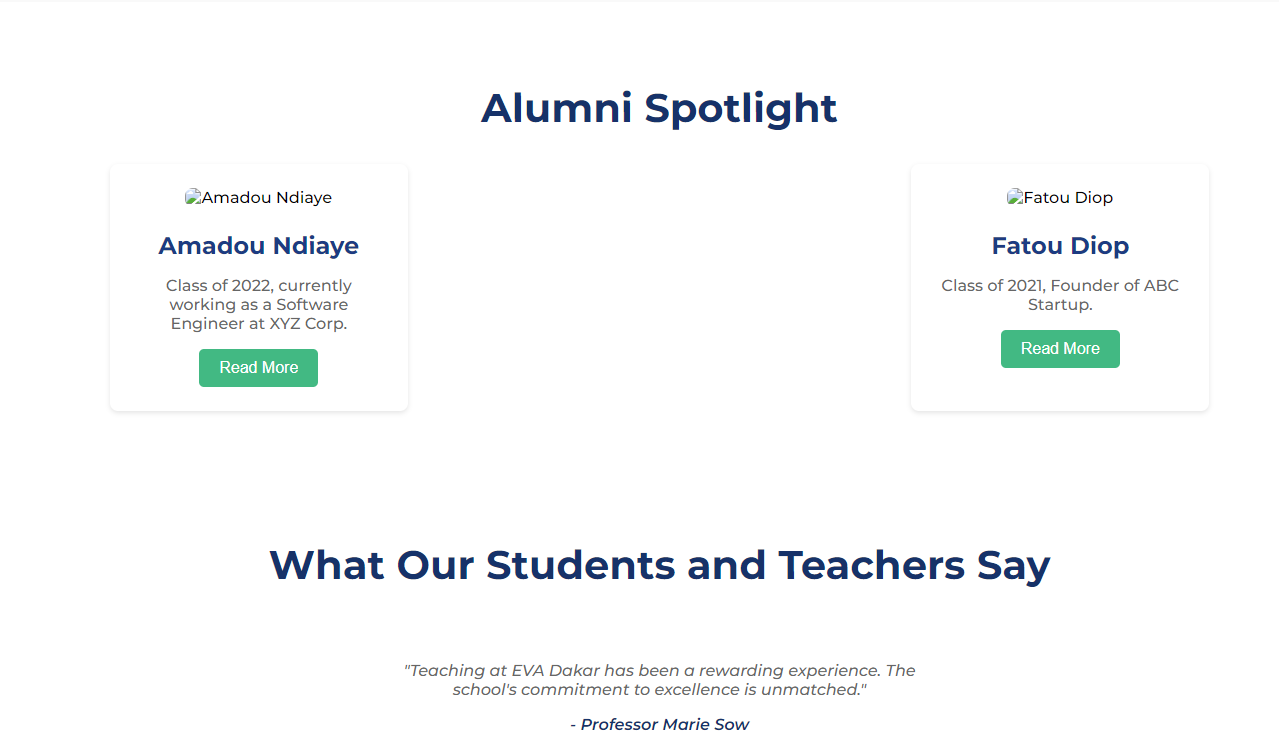 Alumni Spotlight
Amadou Ndiaye
Amadou Ndiaye
Class of 2022, currently
working as a Software
Engineer at XYZ Corp.
Read More
Fatou Diop
Fatou Diop
Class of 2021, Founder of ABC
Startup.
Read More
What Our Students and Teachers Say
"Teaching at EVA Dakar has been a rewarding experience. The
school's commitment to excellence is unmatched."
- Professor Marie Sow